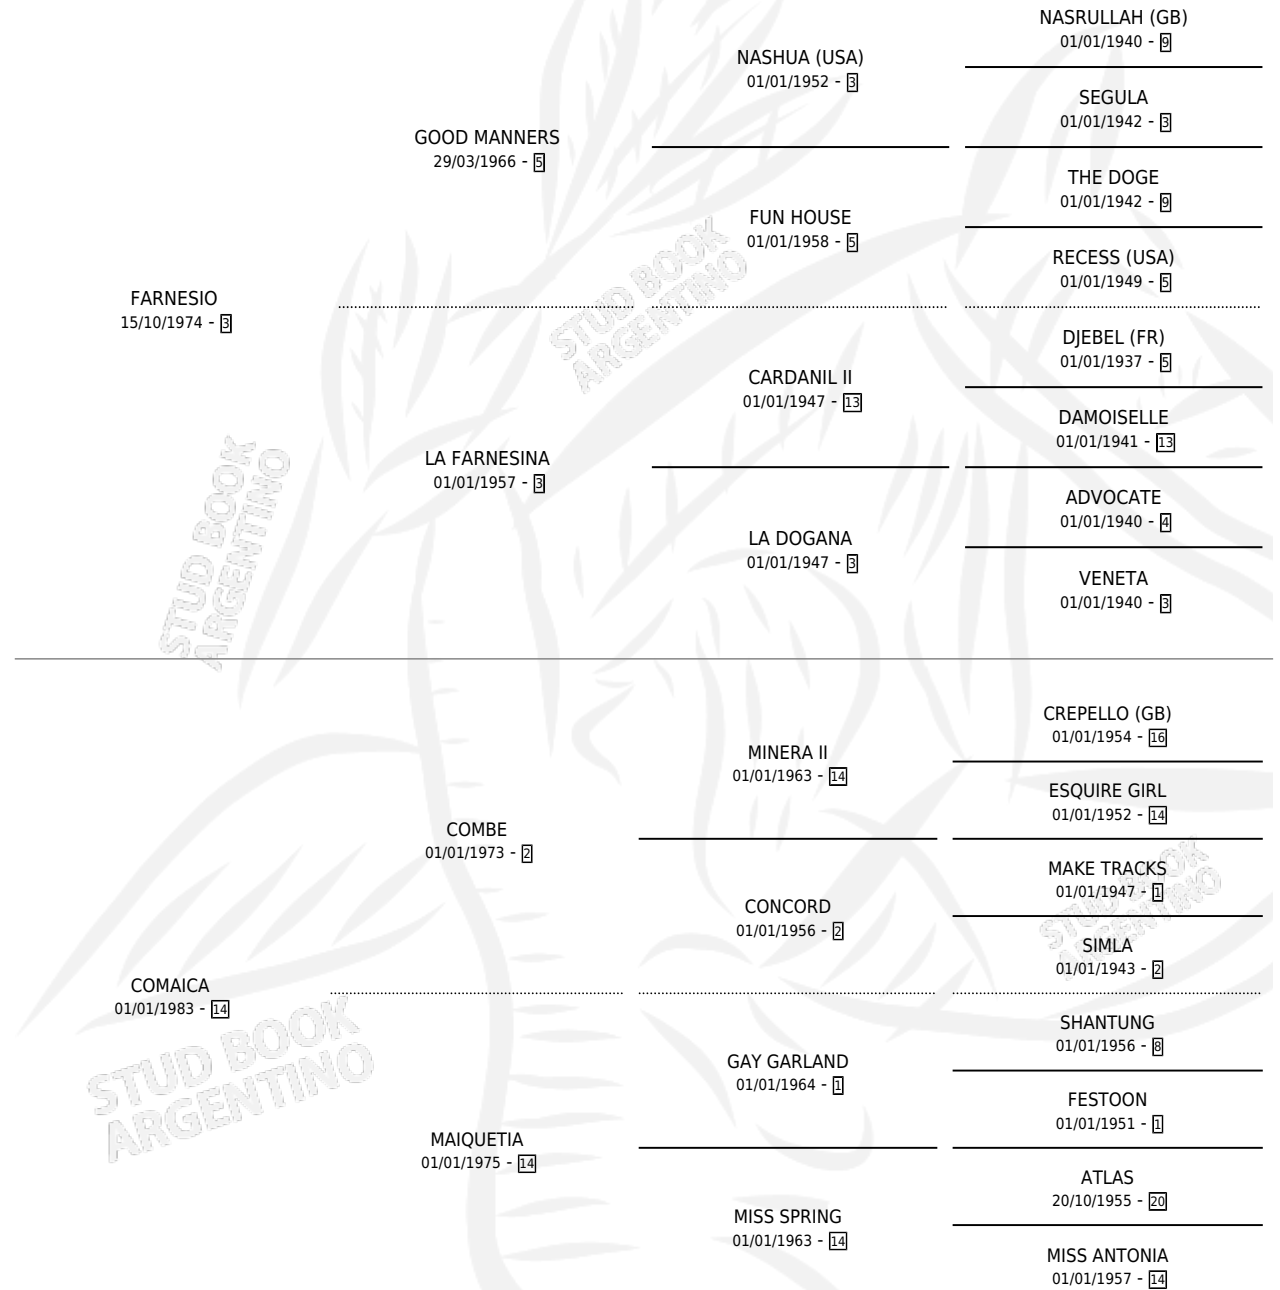 NASRULLAH (GB)
01/01/1940 - 9
NASHUA (USA)
01/01/1952 - 3
SEGULA
01/01/1942 - 3
GOOD MANNERS
29/03/1966 - 5
THE DOGE
01/01/1942 - 9
FUN HOUSE
01/01/1958 - 5
RECESS (USA)
01/01/1949 - 5
FARNESIO
15/10/1974 - 3
DJEBEL (FR)
01/01/1937 - 5
CARDANIL II
01/01/1947 - 13
DAMOISELLE
01/01/1941 - 13
LA FARNESINA
01/01/1957 - 3
ADVOCATE
01/01/1940 - 4
LA DOGANA
01/01/1947 - 3
VENETA
01/01/1940 - 3
CREPELLO (GB)
01/01/1954 - 16
MINERA II
01/01/1963 - 14
ESQUIRE GIRL
01/01/1952 - 14
COMBE
01/01/1973 - 2
MAKE TRACKS
01/01/1947 - 1
CONCORD
01/01/1956 - 2
SIMLA
01/01/1943 - 2
COMAICA
01/01/1983 - 14
SHANTUNG
01/01/1956 - 8
GAY GARLAND
01/01/1964 - 1
FESTOON
01/01/1951 - 1
MAIQUETIA
01/01/1975 - 14
ATLAS
20/10/1955 - 20
MISS SPRING
01/01/1963 - 14
MISS ANTONIA
01/01/1957 - 14
STUD BOOK
ARGENTINO
STUD BOOK
ARGENTINO
STUD BOOK
ARGENTINO
STUD BOOK
ARGENTINO